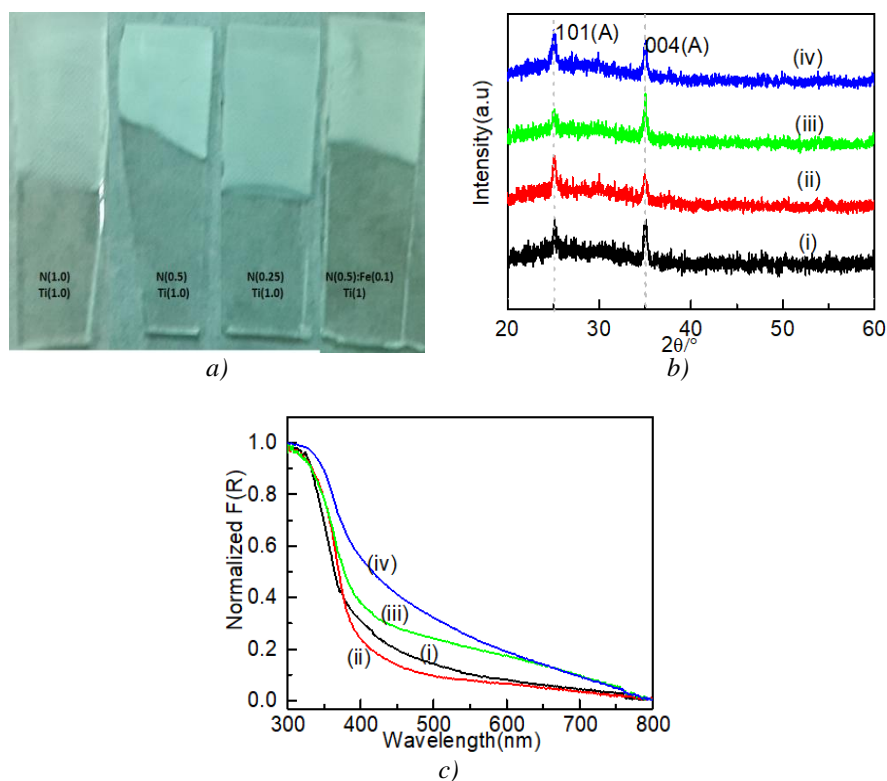 N(1.0)
Ti(1.0)
N(0.5)
Ti(1.0)
N(0.25)
Ti(1.0)
N(0.5):Fe(0.1)
Ti(1)
a)
101(A)
004(A)
(iv)
(iii)
(ii)
(i)
Intensity(a.u)
20 30 40 50 60
2θ/°
b)
1.0
0.8
0.6
0.4
0.2
0.0
Normalized F(R)
(iv)
(iii)
(i)
(ii)
300 400 500 600 700 800
Wavelength(nm)
c)